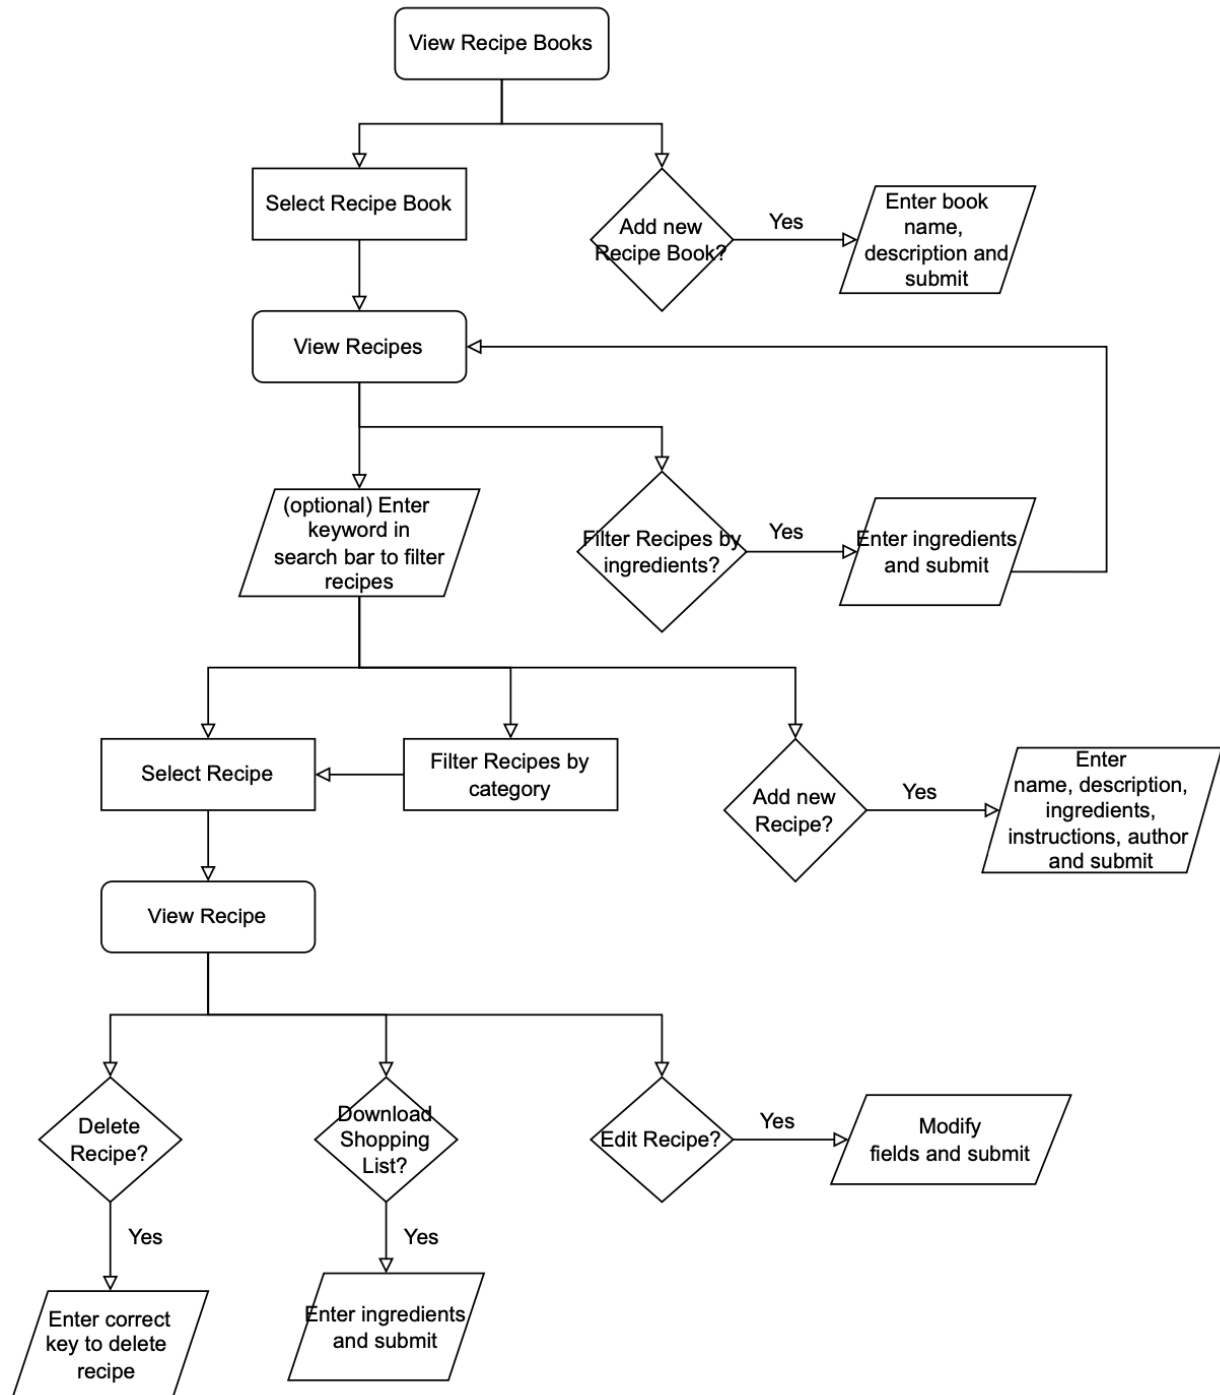 View Recipe Books
Select Recipe Book
Add new
Recipe Book?
Yes
Enter book
name,
description and
submit
View Recipes
(optional) Enter
keyword in
search bar to filter
recipes
Filter Recipes by
ingredients?
Yes
Enter ingredients
and submit
Select Recipe
Filter Recipes by
category
Add new
Recipe?
Yes
Enter
name, description,
ingredients,
instructions, author
and submit
View Recipe
Delete
Recipe?
Download
Shopping
List?
Edit Recipe?
Yes
Modify
fields and submit
Yes
Yes
Enter correct
key to delete
recipe
Enter ingredients
and submit